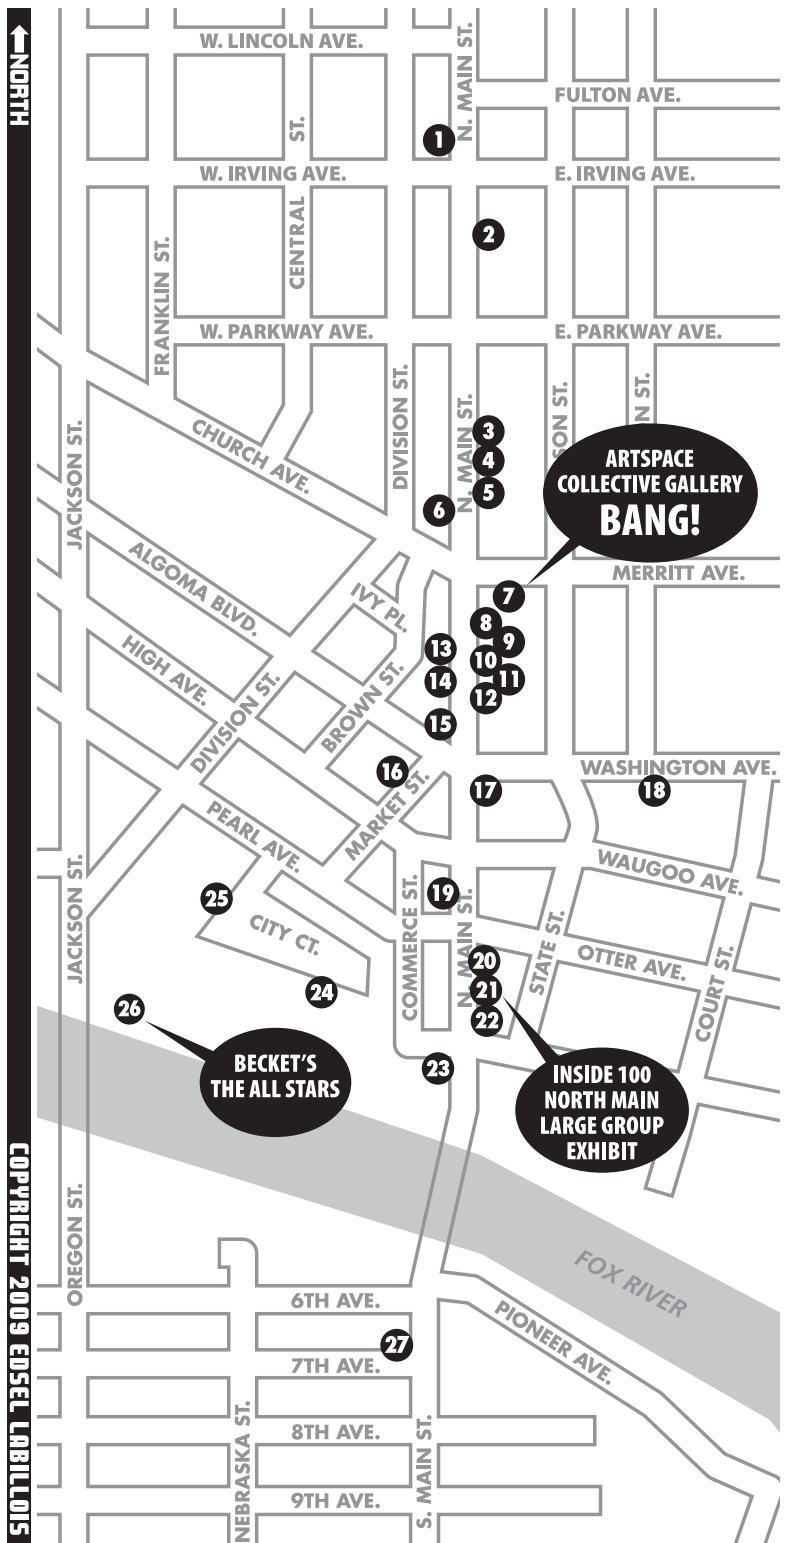 NORTH
W. LINCOLN AVE.
N. MAIN ST.
FULTON AVE.
ST.
1
W. IRVING AVE.
E. IRVING AVE.
CENTRAL
2
FRANKLIN ST.
W. PARKWAY AVE.
E. PARKWAY AVE.
DIVISION ST.
N. MAIN ST.
SON ST.
N ST.
CHURCH AVE.
JACKSON ST.
3
4
5
6
ARTSPACE
COLLECTIVE GALLERY
BANG!
ALGOMA BLVD.
IVY PL.
MERRITT AVE.
7
8
9
10
11
12
13
14
15
HIGH AVE.
DIVISION ST.
BROWN ST.
16
MARKET ST.
WASHINGTON AVE.
17
18
PEARL AVE.
WAUGOO AVE.
JACKSON ST.
COMMERCE ST.
19
N. MAIN ST.
STATE ST.
25
CITY CT.
OTTER AVE.
COURT ST.
20
21
22
24
26
23
BECKET'S
THE ALL STARS
INSIDE 100
NORTH MAIN
LARGE GROUP
EXHIBIT
OREGON ST.
FOX RIVER
6TH AVE.
PIONEER AVE.
27
7TH AVE.
NEBRASKA ST.
8TH AVE.
S. MAIN ST.
9TH AVE.
COPYRIGHT 2009 EDSEL LABILLOIS